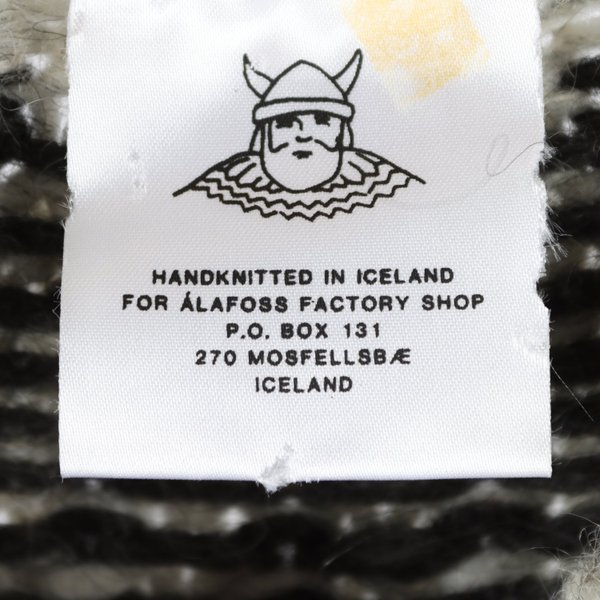 HANDKNITTED IN ICELAND
FOR ÁLAFOSS FACTORY SHOP
P.O. BOX 131
270 MOSFELLSBÆ
ICELAND